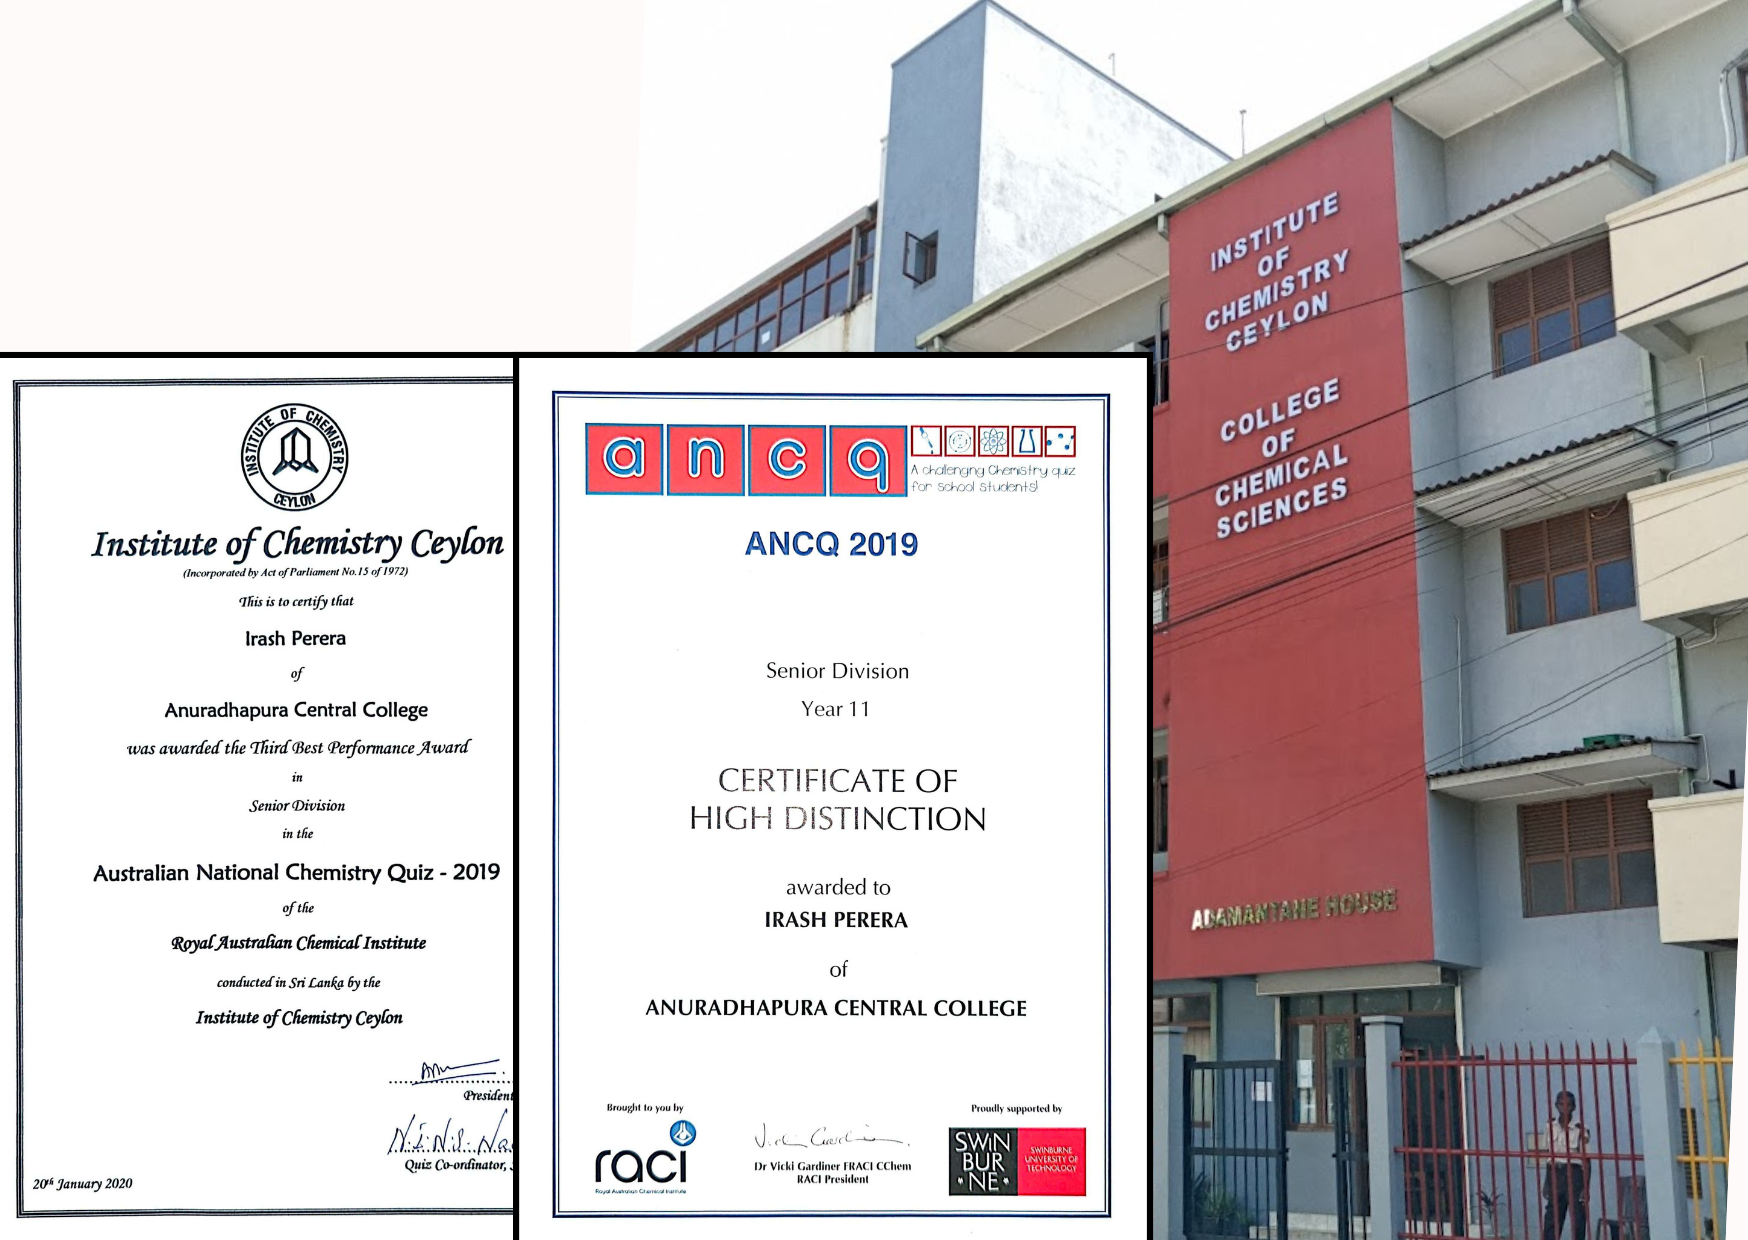 INSTITUTE
OF
CHEMISTRY
CEYLON
COLLEGE
OF
CHEMICAL
SCIENCES
ADAMANTANE HOUSE
INSTITUTE OF CHEMISTRY
CEYLON
Institute of Chemistry Ceylon
(Incorporated by Act of Parliament No.15 of 1972)
This is to certify that
Irash Perera
of
Anuradhapura Central College
was awarded the Third Best Performance Award
in
Senior Division
in the
Australian National Chemistry Quiz - 2019
of the
Royal Australian Chemical Institute
conducted in Sri Lanka by the
Institute of Chemistry Ceylon
President
Quiz Co-ordinator,
20th January 2020
ancq
A challenging Chemistry quiz
for school students!
ANCQ 2019
Senior Division
Year 11
CERTIFICATE OF
HIGH DISTINCTION
awarded to
IRASH PERERA
of
ANURADHAPURA CENTRAL COLLEGE
Brought to you by
raci
Royal Australian Chemical Institute
Dr Vicki Gardiner FRACI CChem
RACI President
Proudly supported by
SWIN
BUR
NE
SWINBURNE
UNIVERSITY OF
TECHNOLOGY